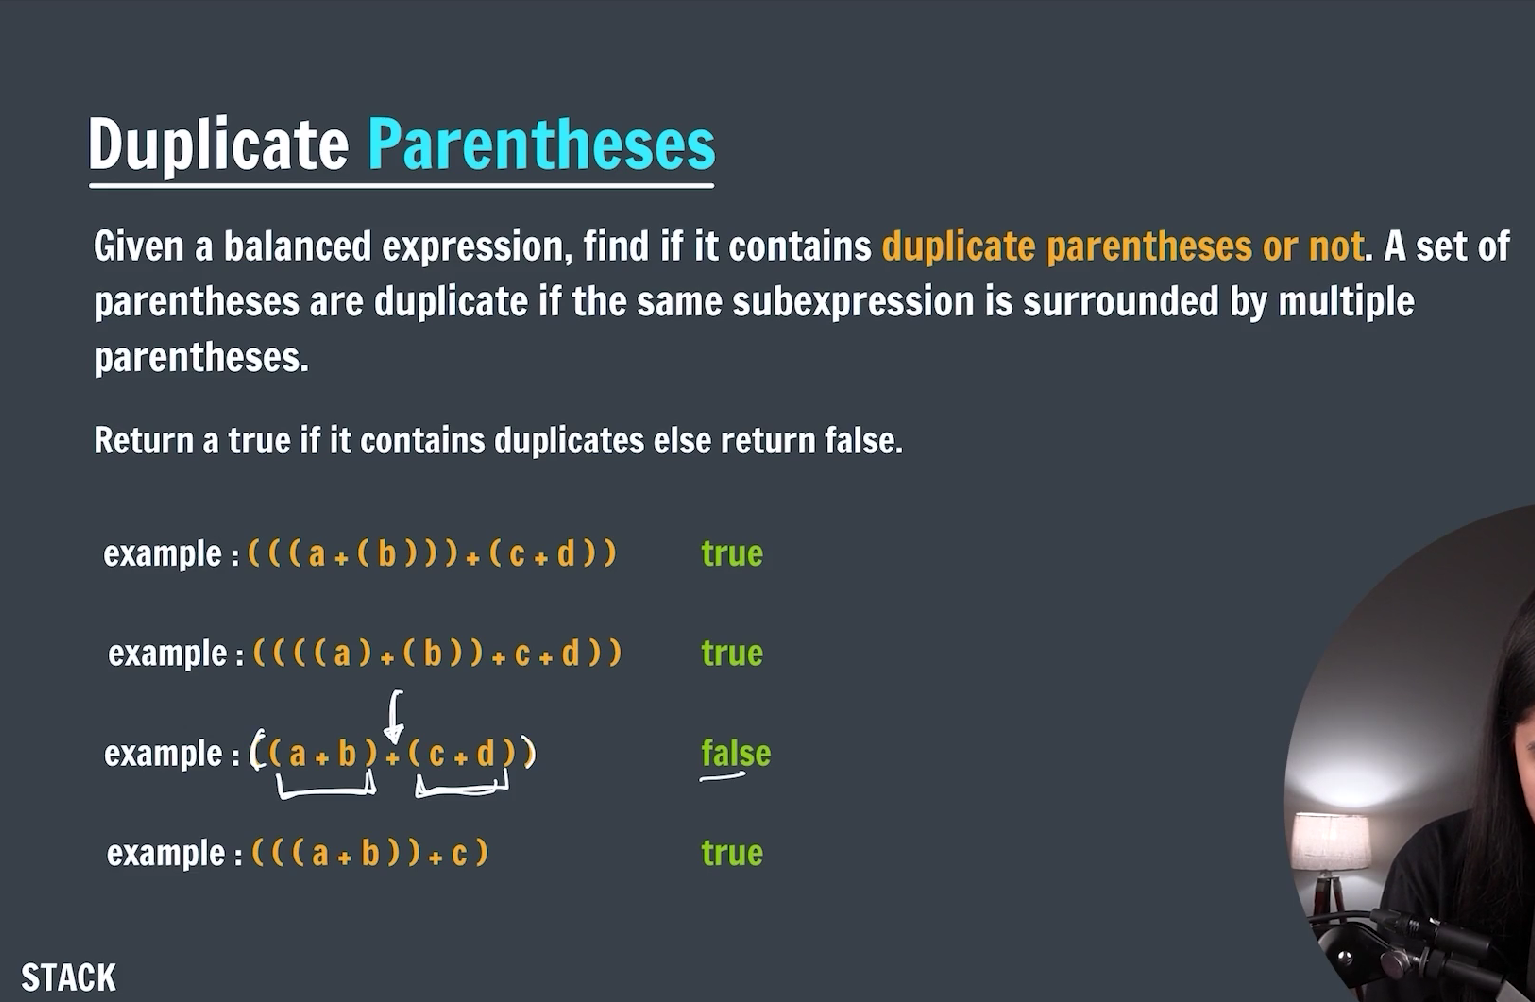 Duplicate Parentheses
Given a balanced expression, find if it contains duplicate parentheses or not. A set of
parentheses are duplicate if the same subexpression is surrounded by multiple
parentheses.
Return a true if it contains duplicates else return false.
example : (((a+(b)))+(c+d)) true
example : ((((a)+(b))+c+d)) true
example : ((a+b)+(c+d)) false
example : (((a+b))+c) true
STACK